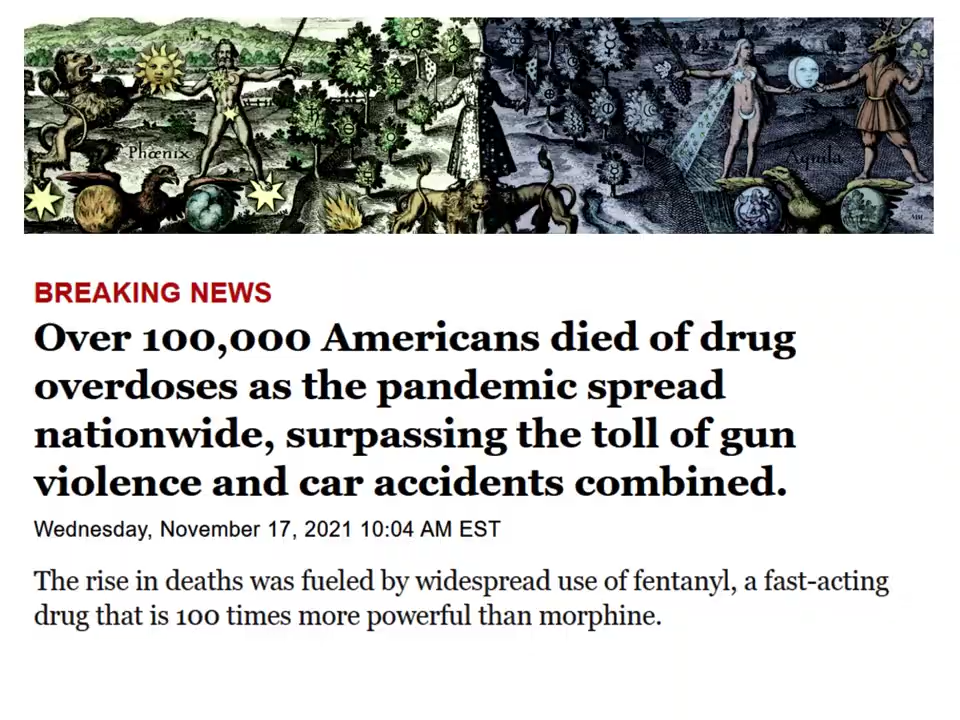 Phœnix
Aquila
BREAKING NEWS
Over 100,000 Americans died of drug
overdoses as the pandemic spread
nationwide, surpassing the toll of gun
violence and car accidents combined.
Wednesday, November 17, 2021 10:04 AM EST
The rise in deaths was fueled by widespread use of fentanyl, a fast-acting
drug that is 100 times more powerful than morphine.